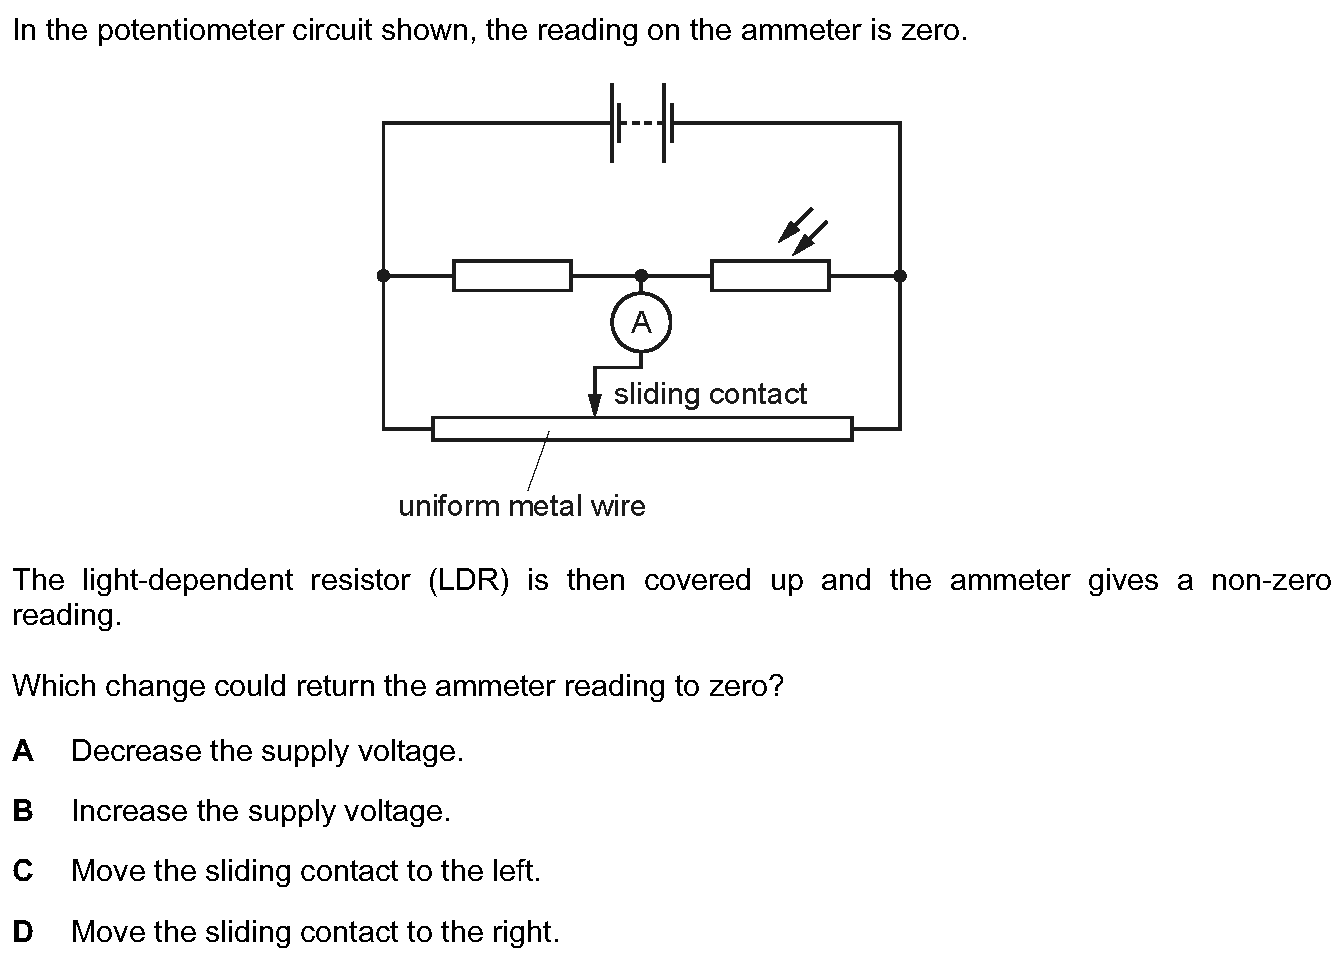 In the potentiometer circuit shown, the reading on the ammeter is zero.
A
sliding contact
uniform metal wire
The light-dependent resistor (LDR) is then covered up and the ammeter gives a non-zero
reading.
Which change could return the ammeter reading to zero?
A Decrease the supply voltage.
B Increase the supply voltage.
C Move the sliding contact to the left.
D Move the sliding contact to the right.